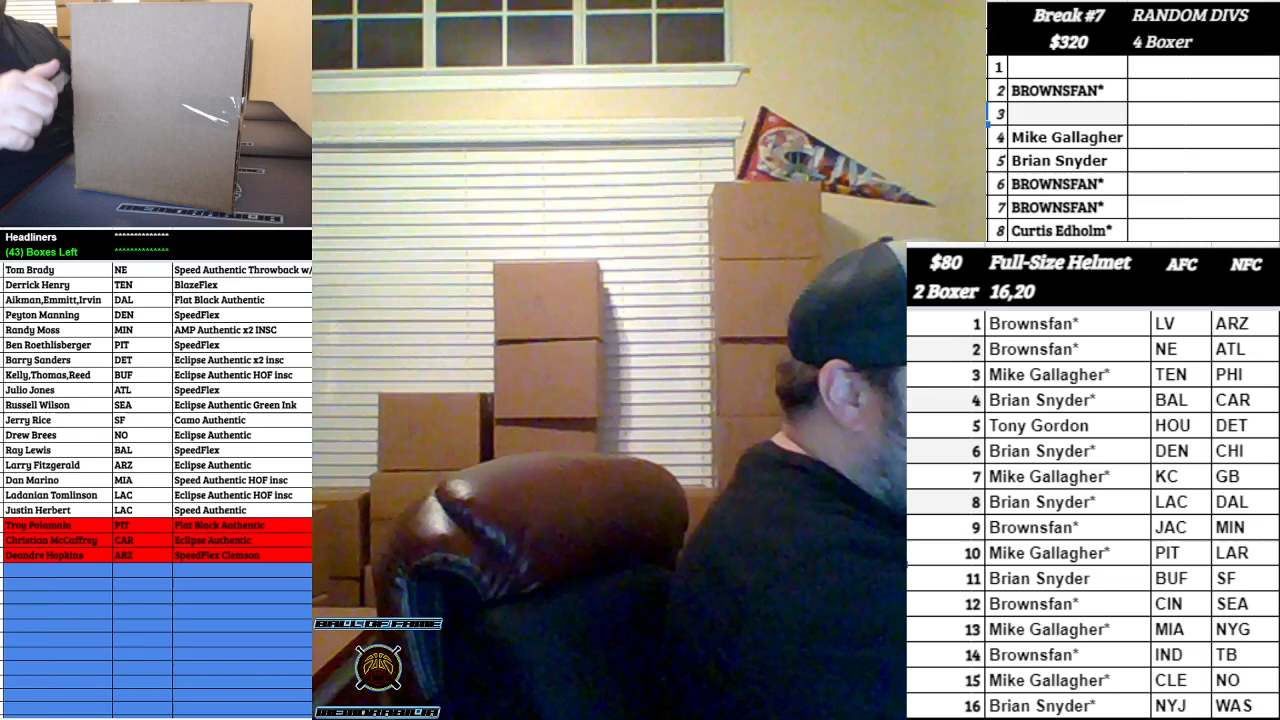 Headliners **************
(43) Boxes Left **************
Tom Brady NE Speed Authentic Throwback w/
Derrick Henry TEN BlazeFlex
Aikman,Emmitt,Irvin DAL Flat Black Authentic
Peyton Manning DEN SpeedFlex
Randy Moss MIN AMP Authentic x2 INSC
Ben Roethlisberger PIT SpeedFlex
Barry Sanders DET Eclipse Authentic x2 insc
Kelly,Thomas,Reed BUF Eclipse Authentic HOF insc
Julio Jones ATL SpeedFlex
Russell Wilson SEA Eclipse Authentic Green Ink
Jerry Rice SF Camo Authentic
Drew Brees NO Eclipse Authentic
Ray Lewis BAL SpeedFlex
Larry Fitzgerald ARZ Eclipse Authentic
Dan Marino MIA Speed Authentic HOF insc
Ladanian Tomlinson LAC Eclipse Authentic HOF insc
Justin Herbert LAC Speed Authentic
Troy Polamalu PIT Flat Black Authentic
Christian McCaffrey CAR Eclipse Authentic
Deandre Hopkins ARZ SpeedFlex Clemson
BALLS OF FAME
MEMORABILIA
Break #7 RANDOM DIVS
$320 4 Boxer
1
2 BROWNSFAN*
3
4 Mike Gallagher
5 Brian Snyder
6 BROWNSFAN*
7 BROWNSFAN*
8 Curtis Edholm*
$80 Full-Size Helmet AFC NFC
2 Boxer 16,20
1 Brownsfan* LV ARZ
2 Brownsfan* NE ATL
3 Mike Gallagher* TEN PHI
4 Brian Snyder* BAL CAR
5 Tony Gordon HOU DET
6 Brian Snyder* DEN CHI
7 Mike Gallagher* KC GB
8 Brian Snyder* LAC DAL
9 Brownsfan* JAC MIN
10 Mike Gallagher* PIT LAR
11 Brian Snyder BUF SF
12 Brownsfan* CIN SEA
13 Mike Gallagher* MIA NYG
14 Brownsfan* IND TB
15 Mike Gallagher* CLE NO
16 Brian Snyder* NYJ WAS